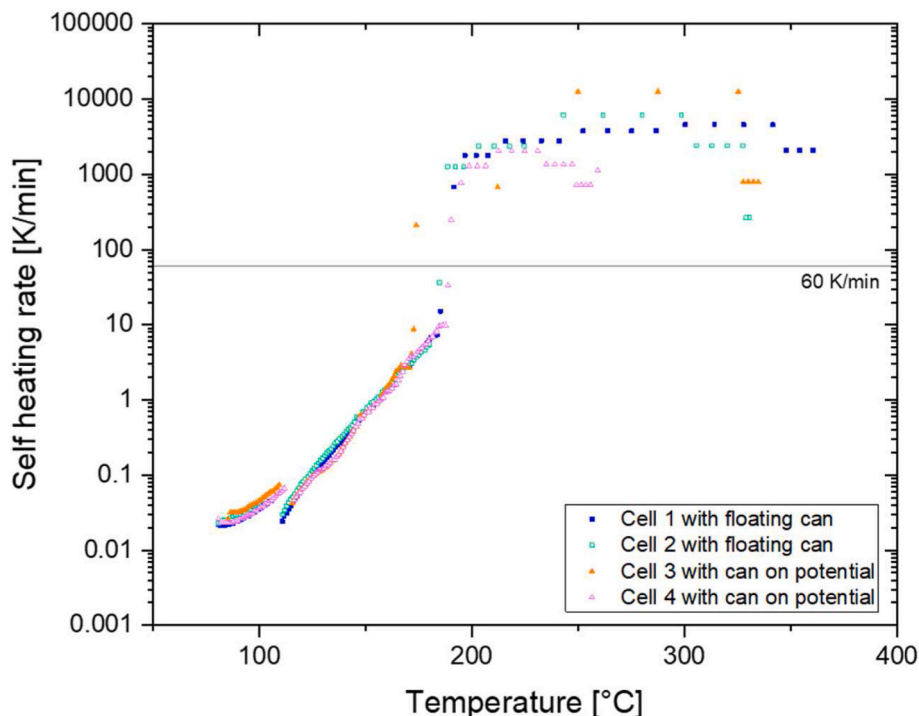 Self heating rate [K/min]
100000
10000
1000
100
10
1
0.1
0.01
0.001
60 K/min
Cell 1 with floating can
Cell 2 with floating can
Cell 3 with can on potential
Cell 4 with can on potential
100 200 300 400
Temperature [°C]